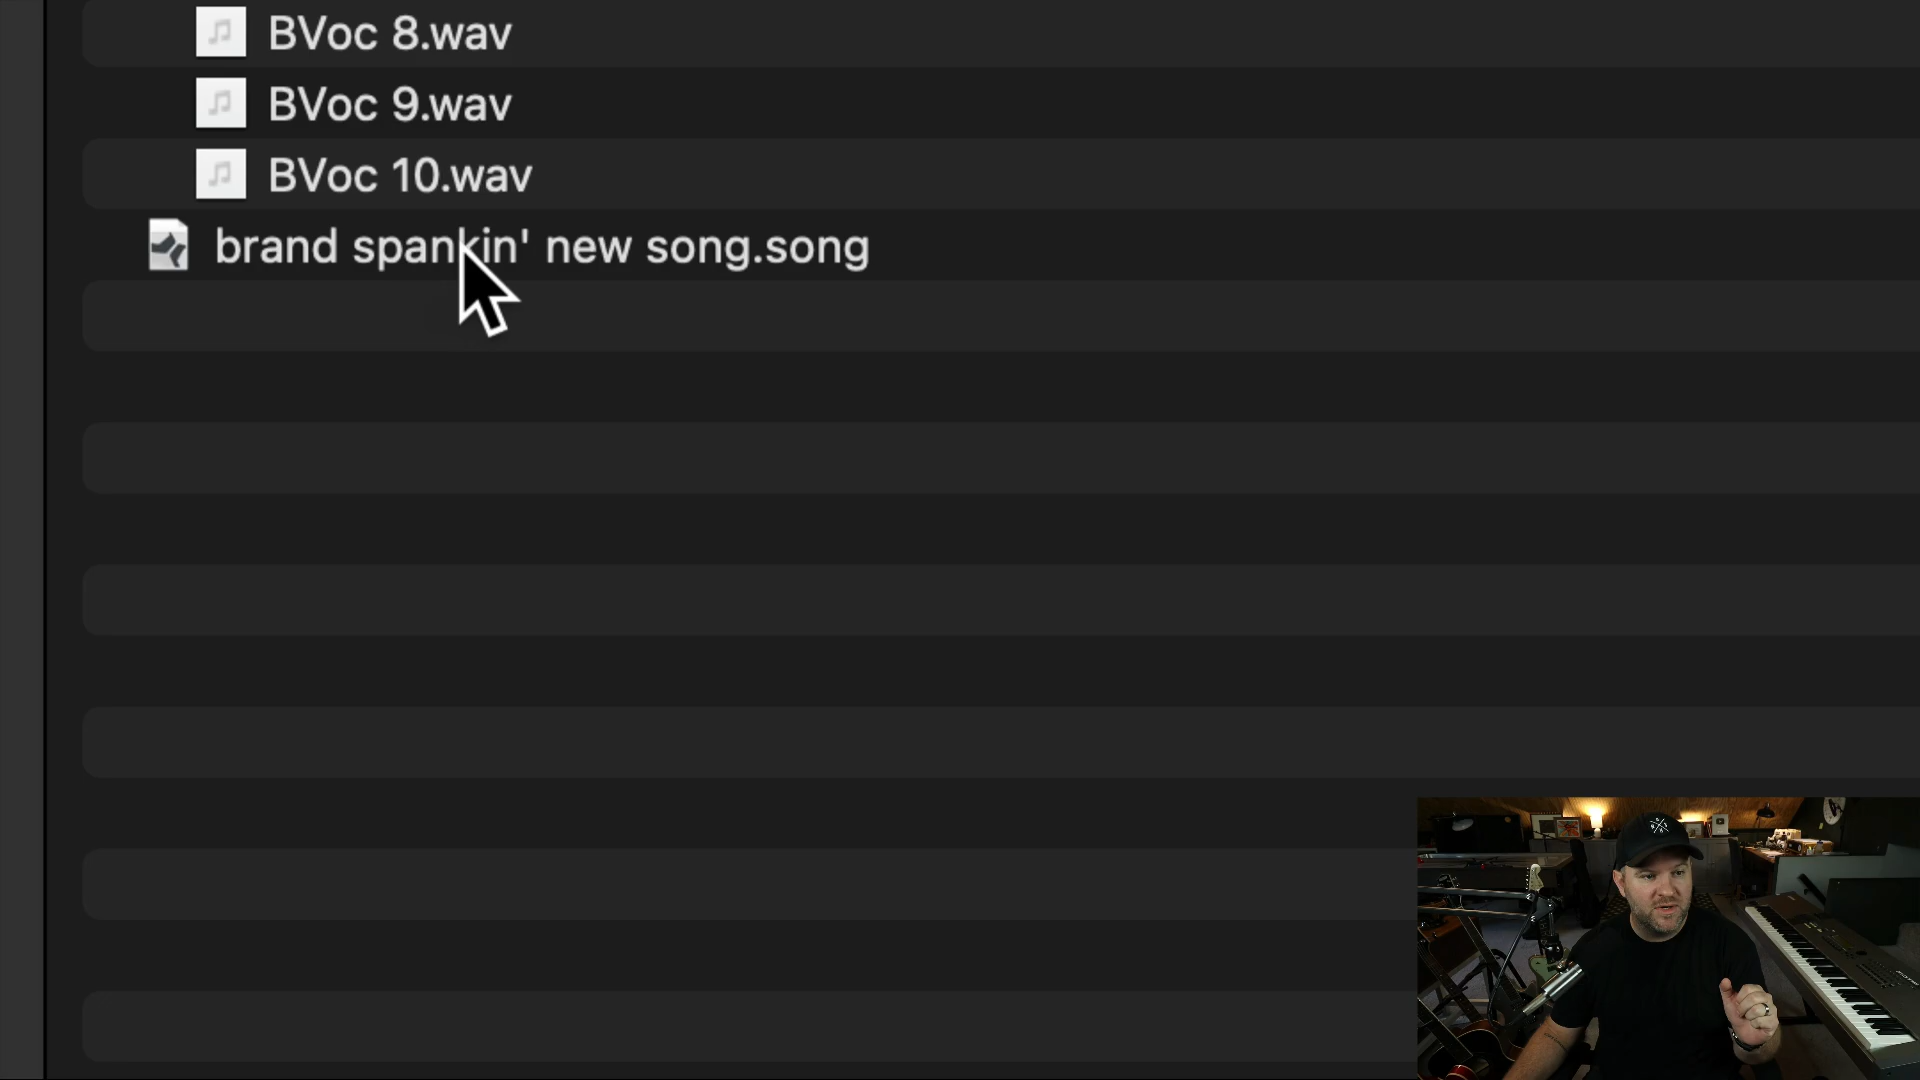 BVoc 8.wav
BVoc 9.wav
BVoc 10.wav
brand spankin' new song.song